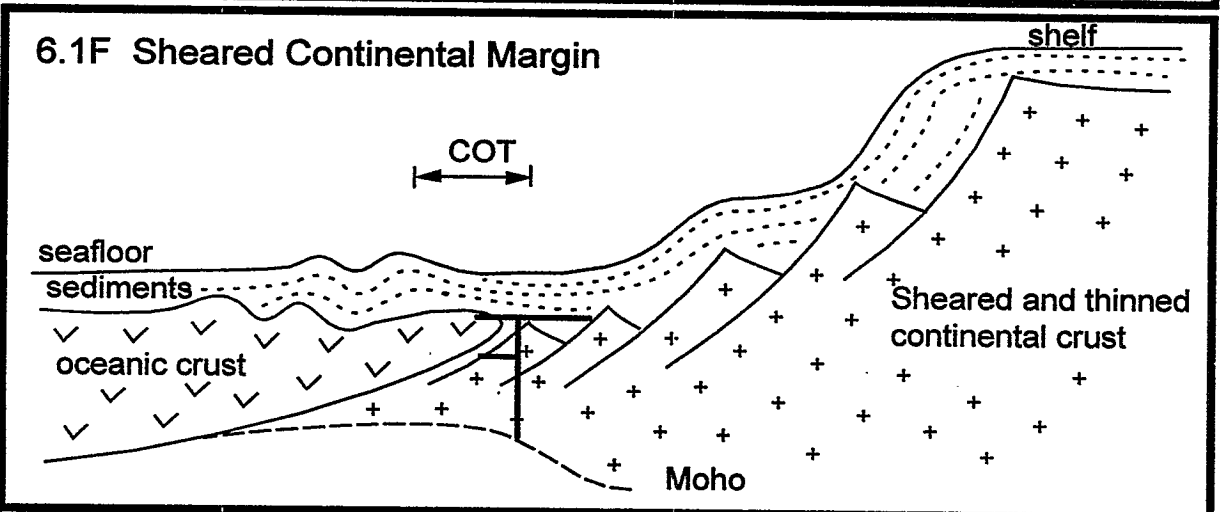 6.1F Sheared Continental Margin
shelf
COT
seafloor
sediments
oceanic crust
Sheared and thinned
continental crust
Moho